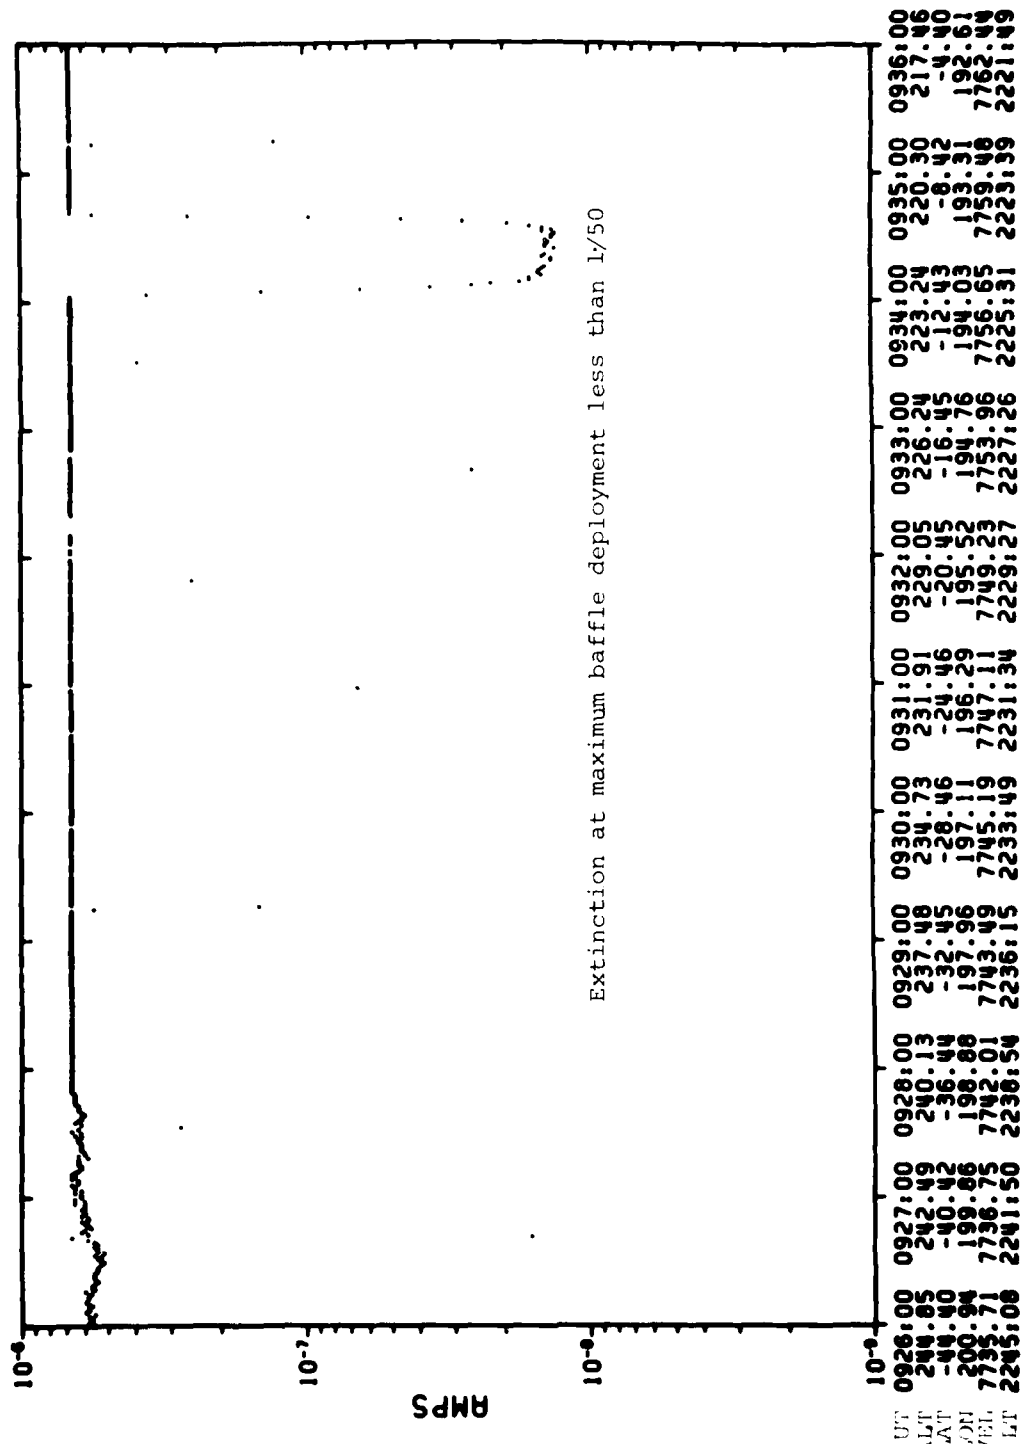 10⁻⁶
10⁻⁷
10⁻⁸
10⁻⁹
AMPS
Extinction at maximum baffle deployment less than 1/50
UT 0926:00 0927:00 0928:00 0929:00 0930:00 0931:00 0932:00 0933:00 0934:00 0935:00 0936:00
LT 244.85 242.49 240.13 237.48 234.73 231.91 229.05 226.24 223.24 220.30 217.46
AT -44.40 -40.42 -36.44 -32.45 -28.46 -24.46 -20.45 -16.45 -12.43 -8.42 -4.40
ON 200.94 199.86 198.88 197.96 197.11 196.29 195.52 194.76 194.03 193.31 192.61
VEL 7735.71 7736.75 7742.01 7743.49 7745.19 7747.11 7749.23 7753.96 7756.65 7759.48 7762.44
LT 2245:08 2241:50 2238:54 2236:15 2233:49 2231:34 2229:27 2227:26 2225:31 2223:39 2221:49